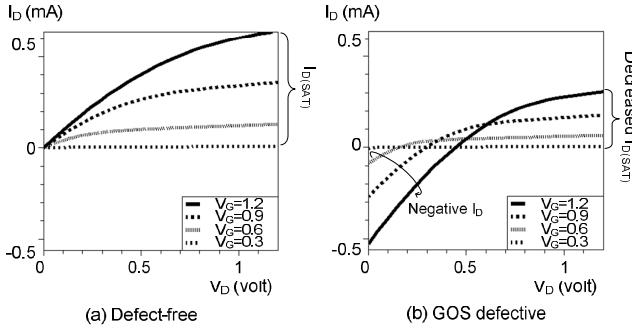 I_D (mA)
0.5
0
-0.5
I_D(SAT)
V_G=1.2
V_G=0.9
V_G=0.6
V_G=0.3
0
0.5
1
V_D (volt)
(a) Defect-free
I_D (mA)
0.5
0
-0.5
Decreased I_D(SAT)
Negative I_D
V_G=1.2
V_G=0.9
V_G=0.6
V_G=0.3
0
0.5
1
V_D (volt)
(b) GOS defective